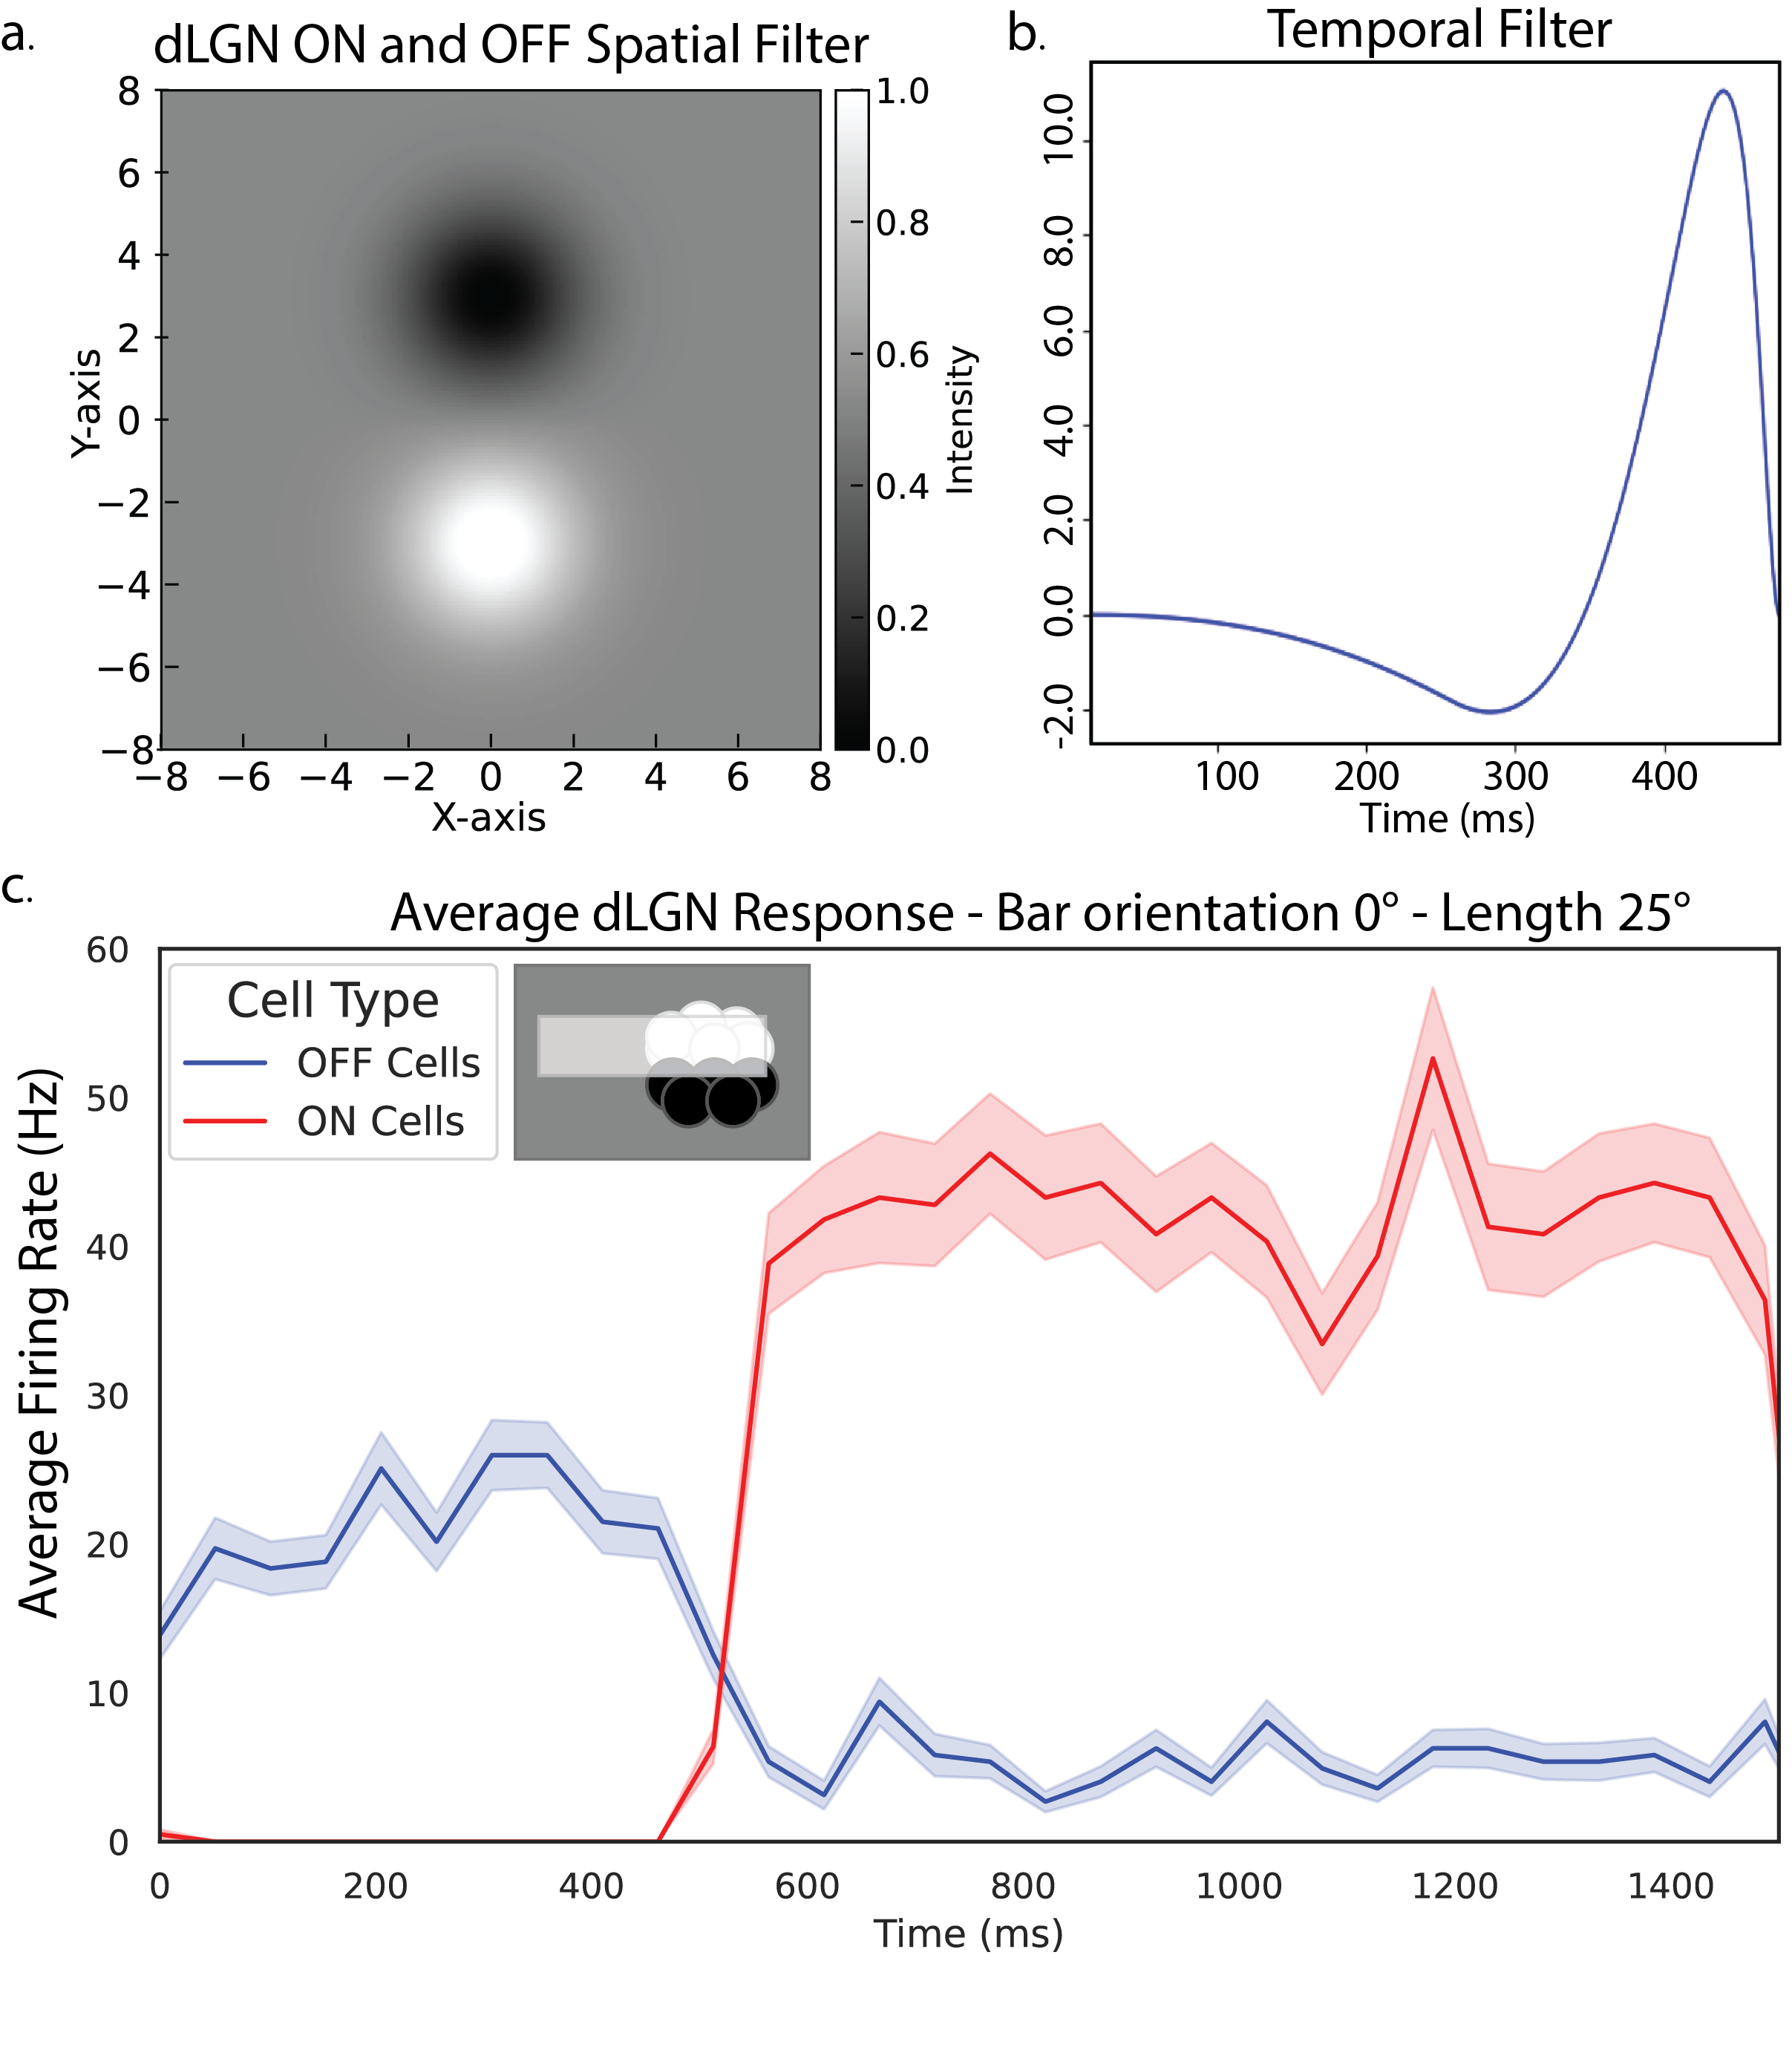 a.
dLGN ON and OFF Spatial Filter
8
6
4
2
0
−2
−4
−6
−8
Y-axis
−8 −6 −4 −2 0 2 4 6 8
X-axis
1.0
0.8
0.6
0.4
0.2
0.0
Intensity
b.
Temporal Filter
10.0
8.0
6.0
4.0
2.0
0.0
-2.0
100 200 300 400
Time (ms)
c.
Average dLGN Response - Bar orientation 0° - Length 25°
60
50
40
30
20
10
0
Average Firing Rate (Hz)
Cell Type
OFF Cells
ON Cells
0 200 400 600 800 1000 1200 1400
Time (ms)